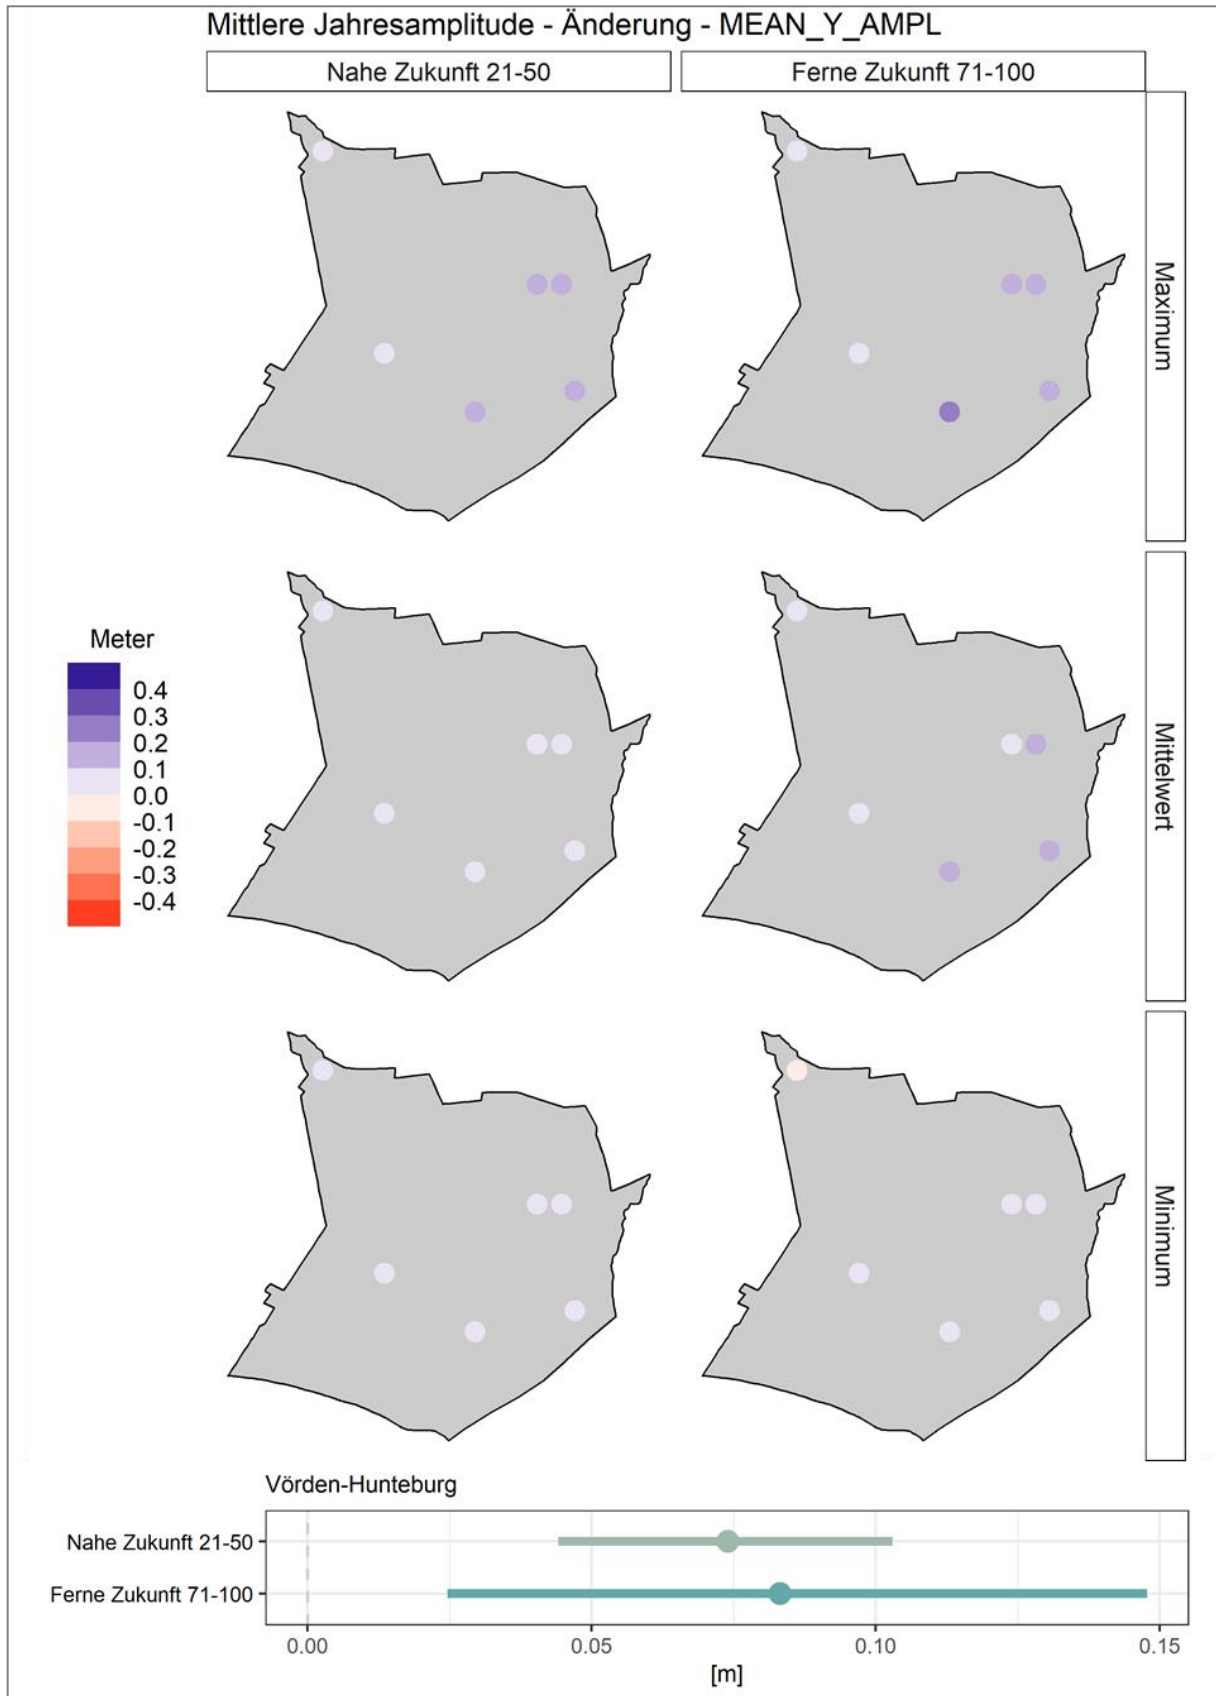 Mittlere Jahresamplitude - Änderung - MEAN_Y_AMPL
Nahe Zukunft 21-50
Ferne Zukunft 71-100
Maximum
Mittelwert
Minimum
Meter
0.4
0.3
0.2
0.1
0.0
-0.1
-0.2
-0.3
-0.4
Vörden-Hunteburg
Nahe Zukunft 21-50
Ferne Zukunft 71-100
0.00
0.05
0.10
0.15
[m]